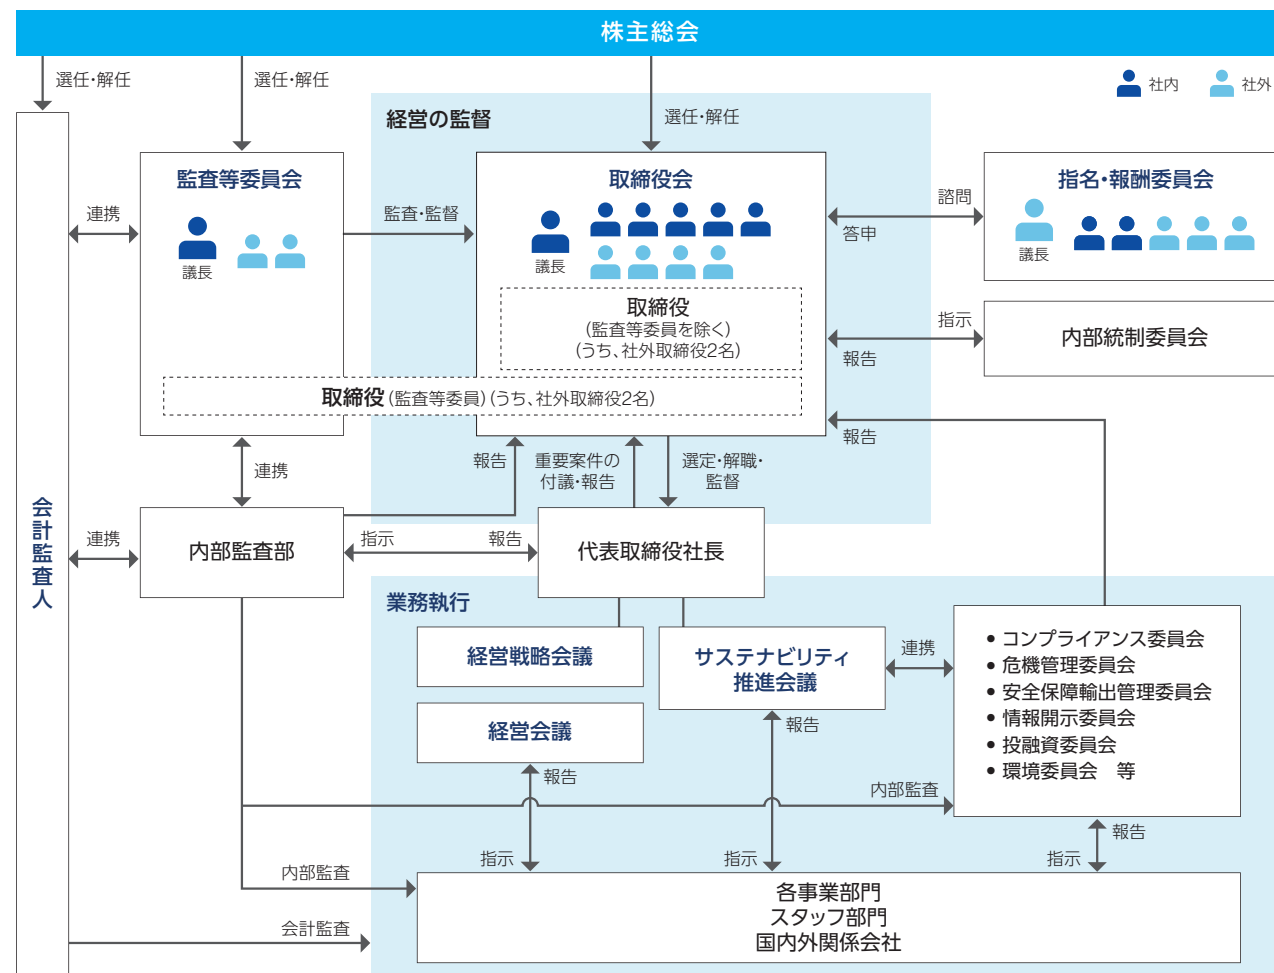 株主総会
選任・解任
選任・解任
選任・解任
社内
社外
経営の監督
監査等委員会
議長
連携
監査・監督
取締役会
議長
取締役
(監査等委員を除く)
(うち、社外取締役2名)
取締役(監査等委員)(うち、社外取締役2名)
諮問
答申
指名・報酬委員会
議長
指示
報告
内部統制委員会
報告
連携
報告
重要案件の
付議・報告
選定・解職・
監督
会計監査人
連携
内部監査部
指示
報告
代表取締役社長
業務執行
経営戦略会議
経営会議
サステナビリティ
推進会議
連携
• コンプライアンス委員会
• 危機管理委員会
• 安全保障輸出管理委員会
• 情報開示委員会
• 投融資委員会
• 環境委員会 等
報告
報告
内部監査
報告
指示
指示
指示
内部監査
会計監査
各事業部門
スタッフ部門
国内外関係会社